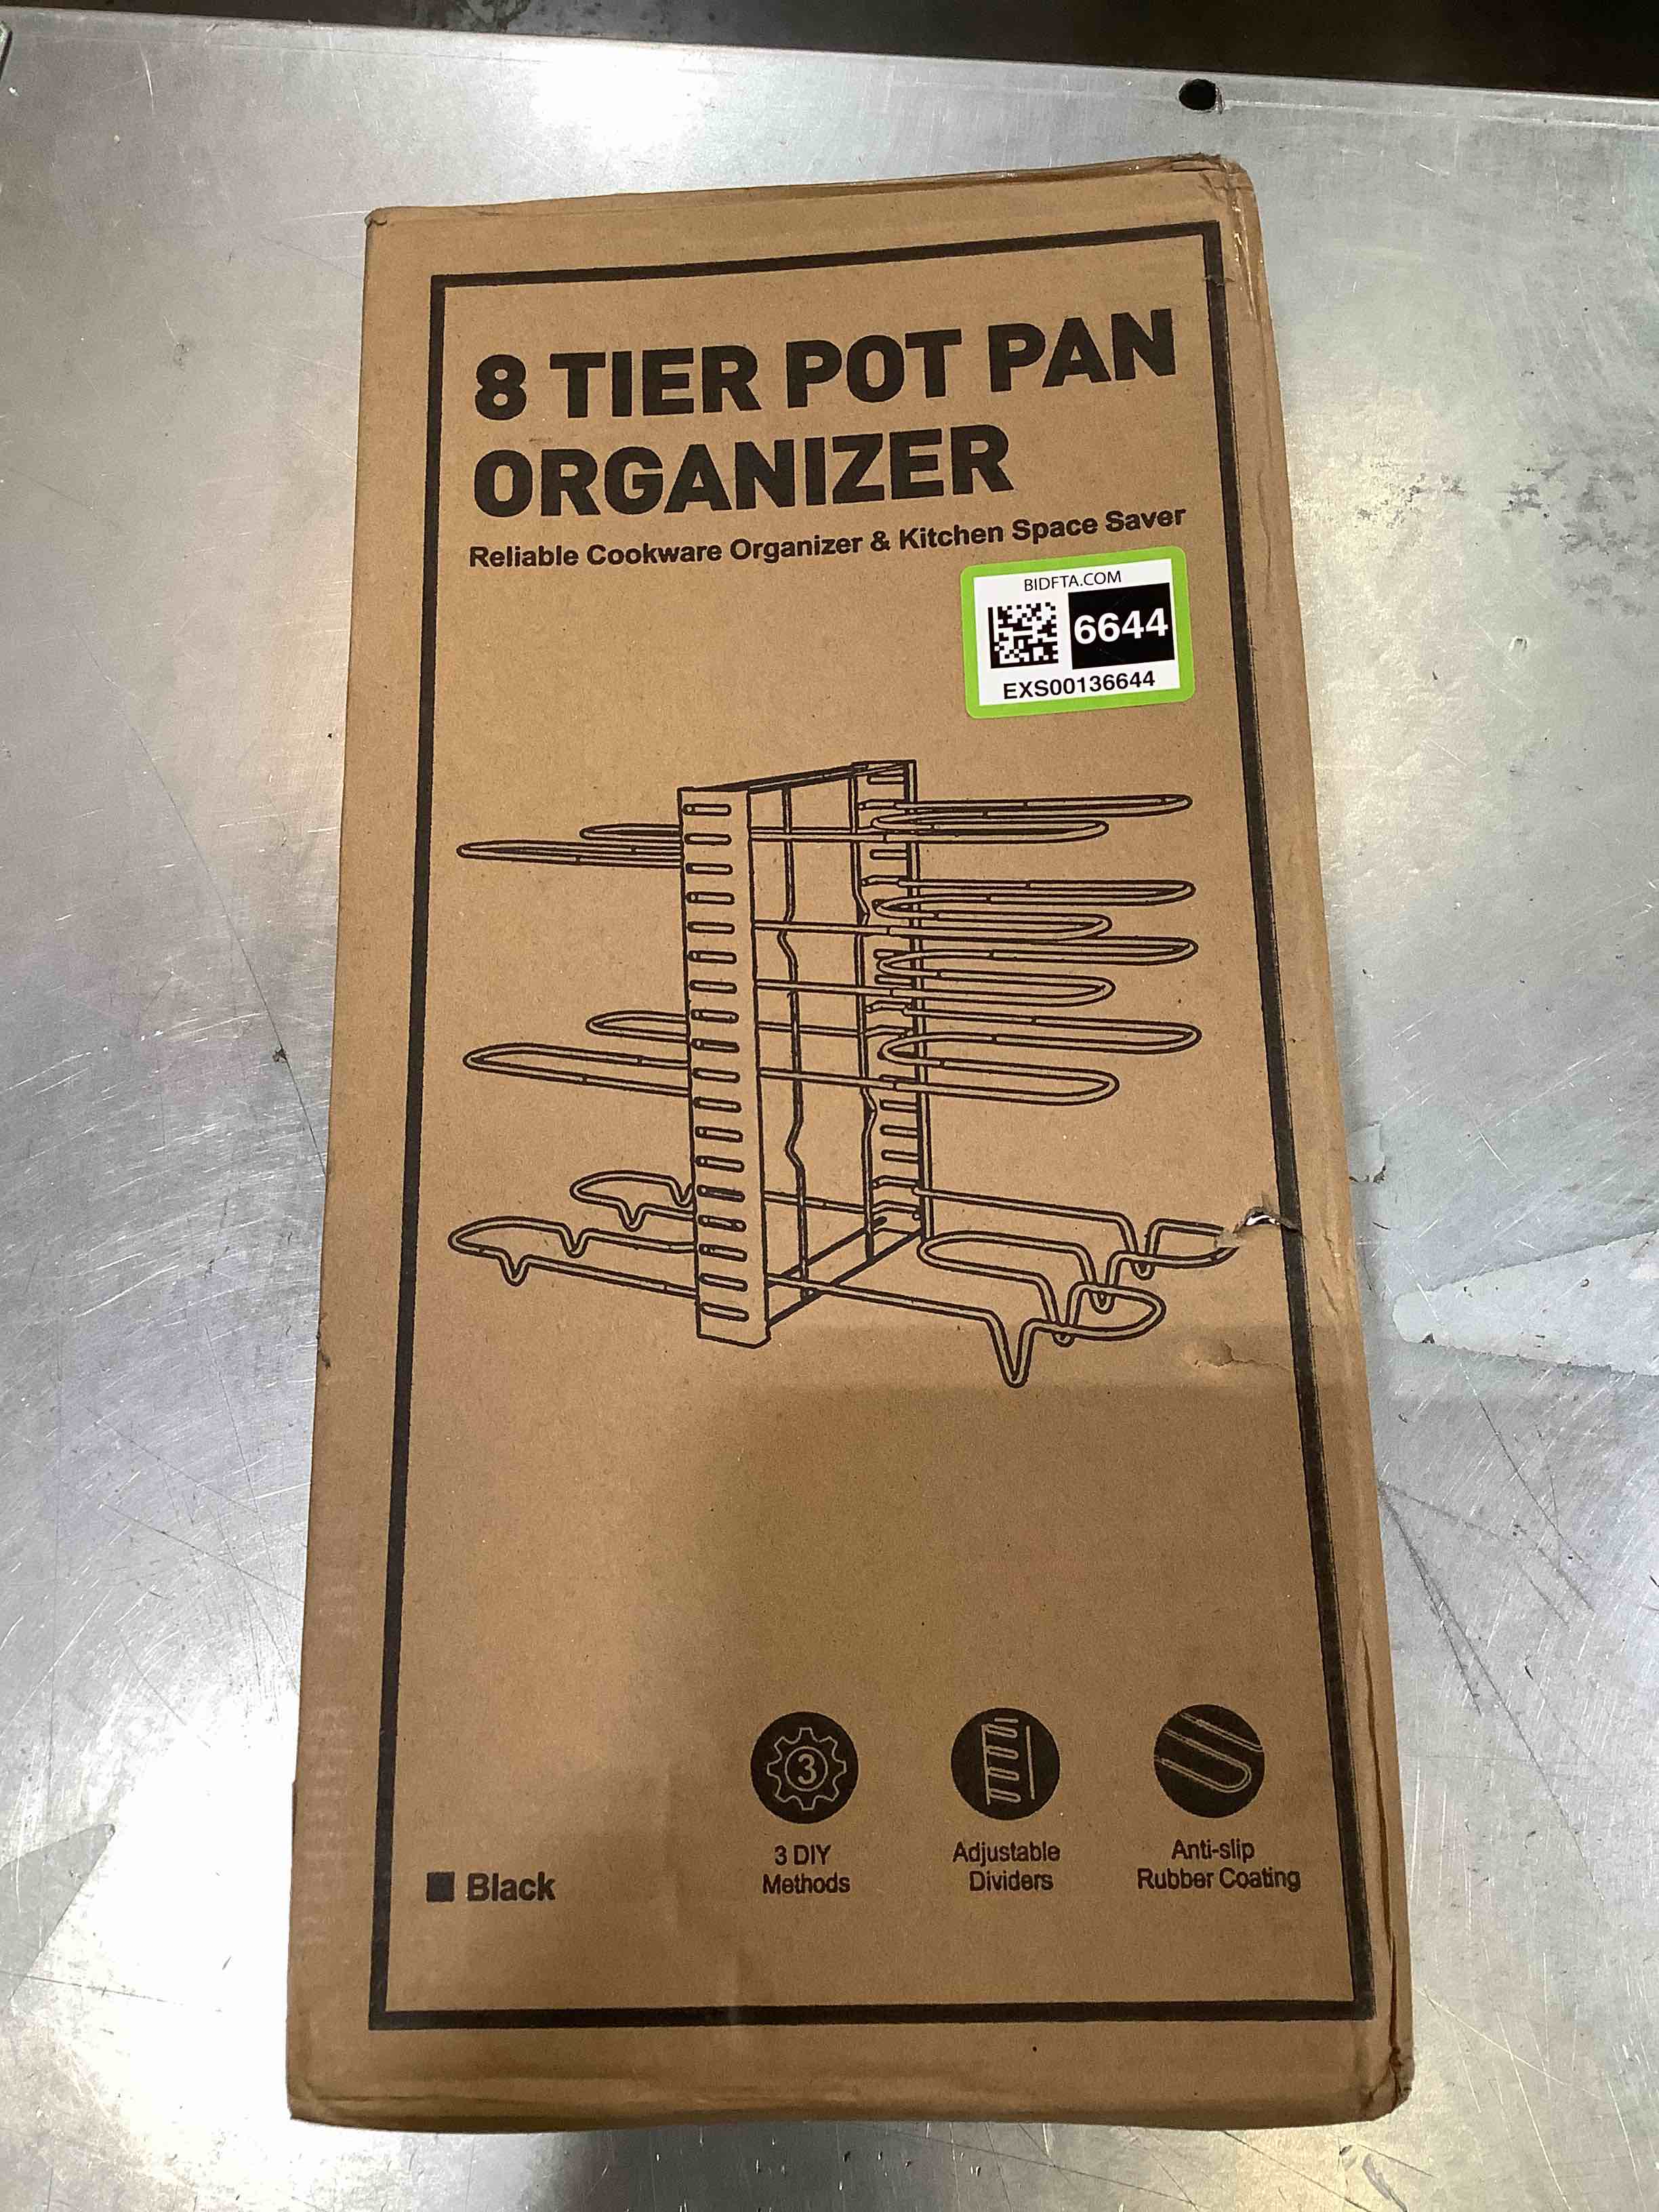 8 TIER POT PAN
ORGANIZER
Reliable Cookware Organizer & Kitchen Space Saver
BIDFTA.COM
6644
EXS00136644
3
3 DIY
Methods
Adjustable
Dividers
Anti-slip
Rubber Coating
Black